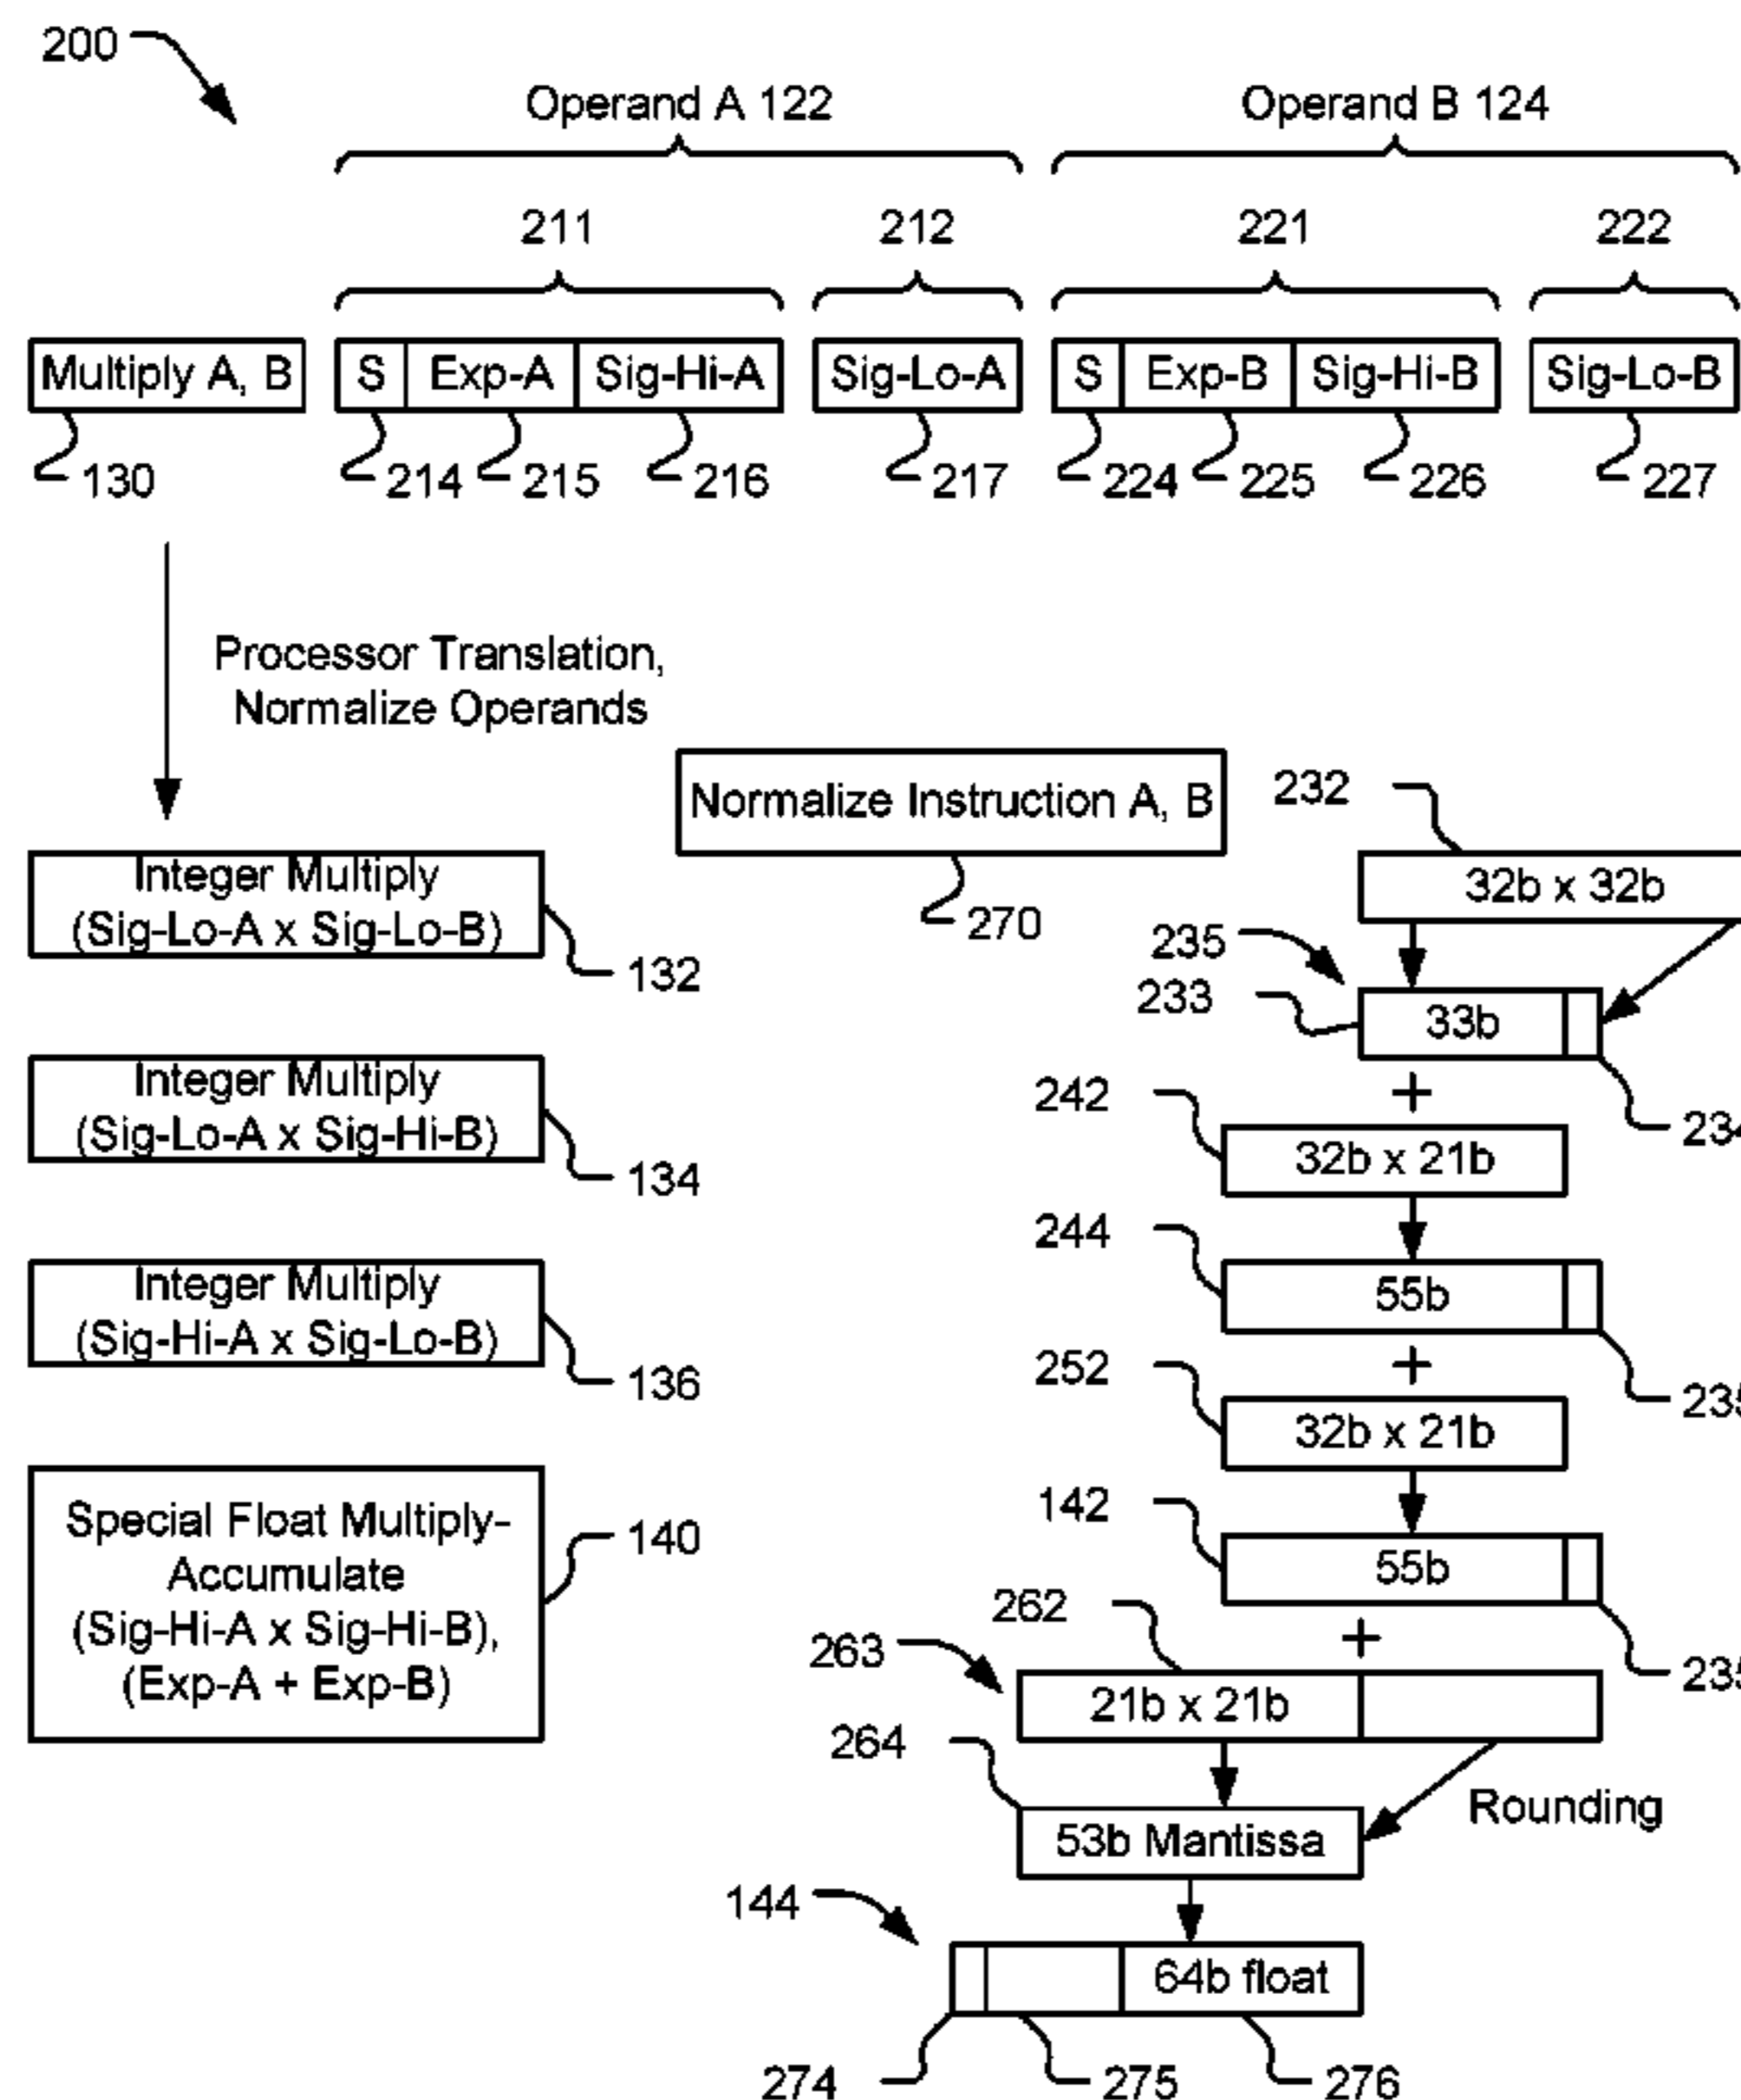 200
Operand A 122 Operand B 124
211 212 221 222
Multiply A, B S Exp-A Sig-Hi-A Sig-Lo-A S Exp-B Sig-Hi-B Sig-Lo-B
130 214 215 216 217 224 225 226 227
Processor Translation,
Normalize Operands
Normalize Instruction A, B
270
Integer Multiply
(Sig-Lo-A x Sig-Lo-B)
132
Integer Multiply
(Sig-Lo-A x Sig-Hi-B)
134
Integer Multiply
(Sig-Hi-A x Sig-Lo-B)
136
Special Float Multiply-
Accumulate
(Sig-Hi-A x Sig-Hi-B),
(Exp-A + Exp-B)
140
232
32b x 32b
235
233
33b
234
+
242
32b x 21b
244
55b
235
+
252
32b x 21b
142
55b
235
+
262
263
21b x 21b
264
Rounding
53b Mantissa
144
64b float
274 275 276